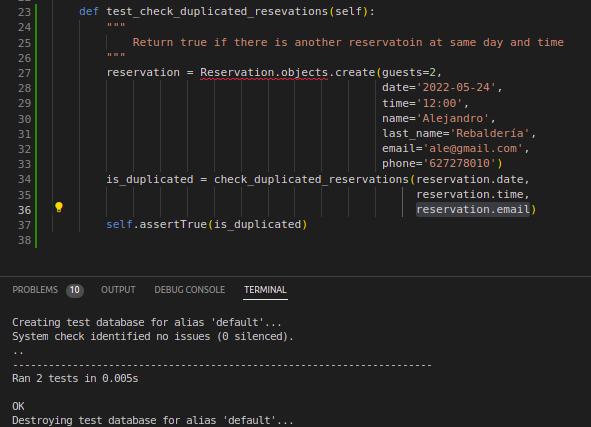 23 def test_check_duplicated_resevations(self):
24 """
25 Return true if there is another reservatoin at same day and time
26 """
27 reservation = Reservation.objects.create(guests=2,
28 date='2022-05-24',
29 time='12:00',
30 name='Alejandro',
31 last_name='Rebaldería',
32 email='ale@gmail.com',
33 phone='627278010')
34 is_duplicated = check_duplicated_reservations(reservation.date,
35 reservation.time,
36 reservation.email)
37 self.assertTrue(is_duplicated)
38
PROBLEMS 10 OUTPUT DEBUG CONSOLE TERMINAL
Creating test database for alias 'default'...
System check identified no issues (0 silenced).
..
----------------------------------------------------------------------
Ran 2 tests in 0.005s
OK
Destroying test database for alias 'default'...